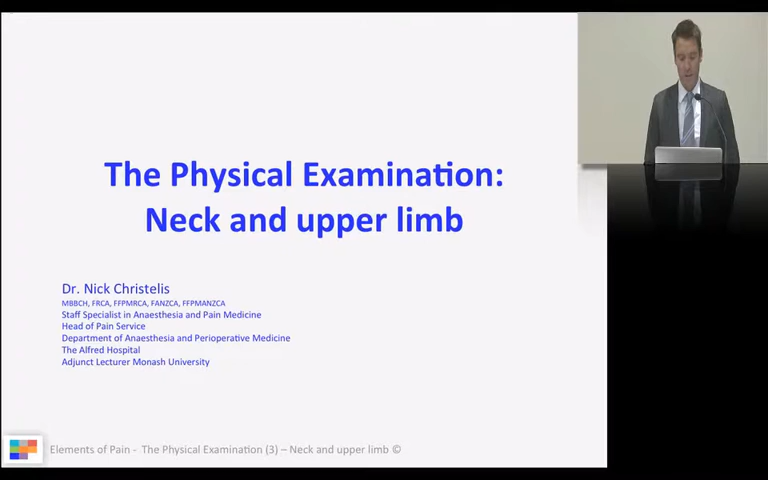 The Physical Examination:
Neck and upper limb
Dr. Nick Christelis
MBBCH, FRCA, FFPMRCA, FANZCA, FFPMANZCA
Staff Specialist in Anaesthesia and Pain Medicine
Head of Pain Service
Department of Anaesthesia and Perioperative Medicine
The Alfred Hospital
Adjunct Lecturer Monash University
Elements of Pain - The Physical Examination (3) – Neck and upper limb ©